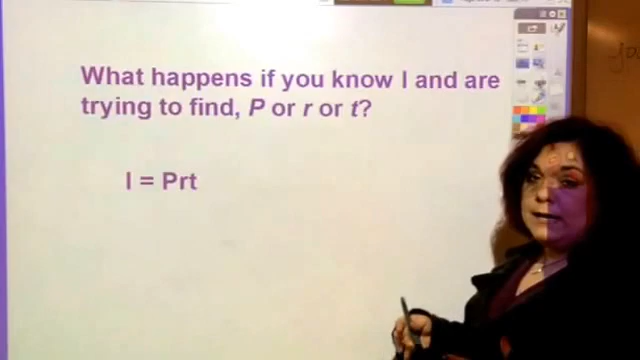 What happens if you know I and are
trying to find, P or r or t?
I = Prt